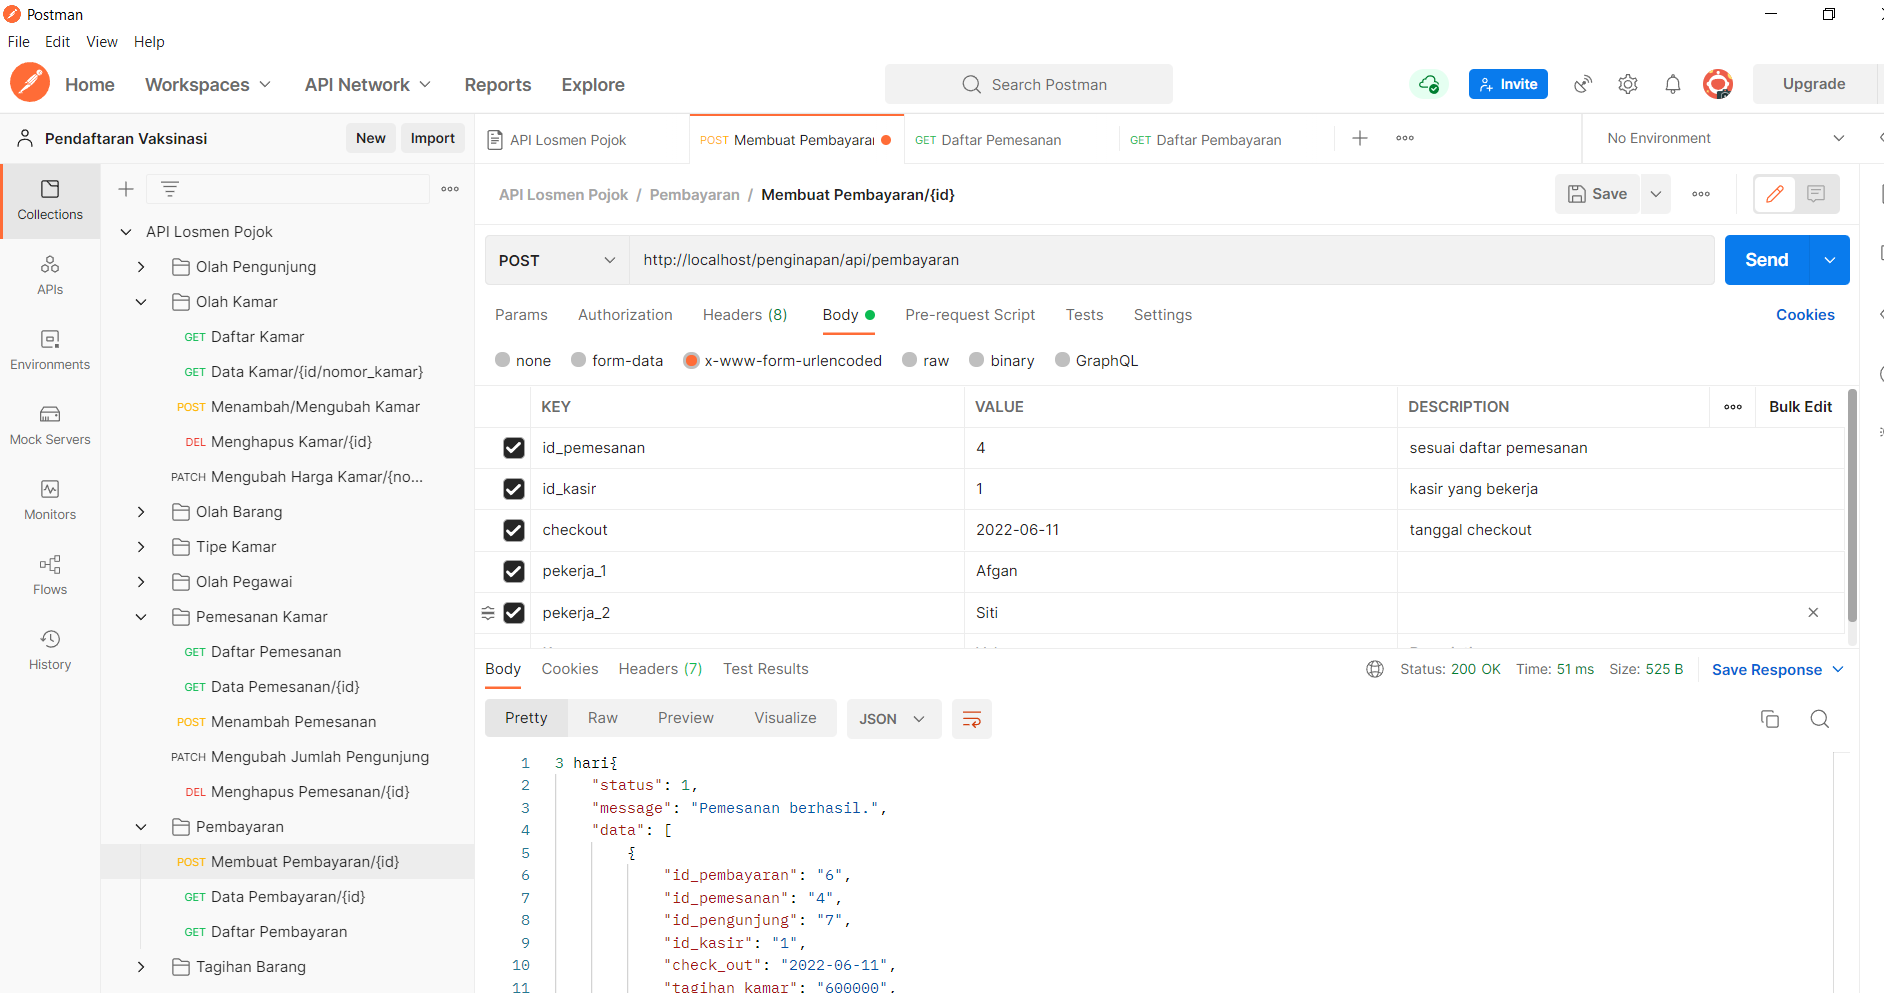 Postman
File Edit View Help
Home Workspaces API Network Reports Explore Search Postman Invite Upgrade
Pendaftaran Vaksinasi New Import
API Losmen Pojok POST Membuat Pembayaran GET Daftar Pemesanan GET Daftar Pembayaran No Environment
Collections
APIs
Environments
Mock Servers
Monitors
Flows
History
API Losmen Pojok
Olah Pengunjung
Olah Kamar
GET Daftar Kamar
GET Data Kamar/{id/nomor_kamar}
POST Menambah/Mengubah Kamar
DEL Menghapus Kamar/{id}
PATCH Mengubah Harga Kamar/{no...
Olah Barang
Tipe Kamar
Olah Pegawai
Pemesanan Kamar
GET Daftar Pemesanan
GET Data Pemesanan/{id}
POST Menambah Pemesanan
PATCH Mengubah Jumlah Pengunjung
DEL Menghapus Pemesanan/{id}
Pembayaran
POST Membuat Pembayaran/{id}
GET Data Pembayaran/{id}
GET Daftar Pembayaran
Tagihan Barang
API Losmen Pojok / Pembayaran / Membuat Pembayaran/{id} Save
POST http://localhost/penginapan/api/pembayaran Send
Params Authorization Headers (8) Body Pre-request Script Tests Settings Cookies
none form-data x-www-form-urlencoded raw binary GraphQL
KEY VALUE DESCRIPTION Bulk Edit
id_pemesanan 4 sesuai daftar pemesanan
id_kasir 1 kasir yang bekerja
checkout 2022-06-11 tanggal checkout
pekerja_1 Afgan
pekerja_2 Siti
Body Cookies Headers (7) Test Results Status: 200 OK Time: 51 ms Size: 525 B Save Response
Pretty Raw Preview Visualize JSON
1 3 hari{
2 "status": 1,
3 "message": "Pemesanan berhasil.",
4 "data": [
5 {
6 "id_pembayaran": "6",
7 "id_pemesanan": "4",
8 "id_pengunjung": "7",
9 "id_kasir": "1",
10 "check_out": "2022-06-11",
11 "tagihan_kamar": "600000",